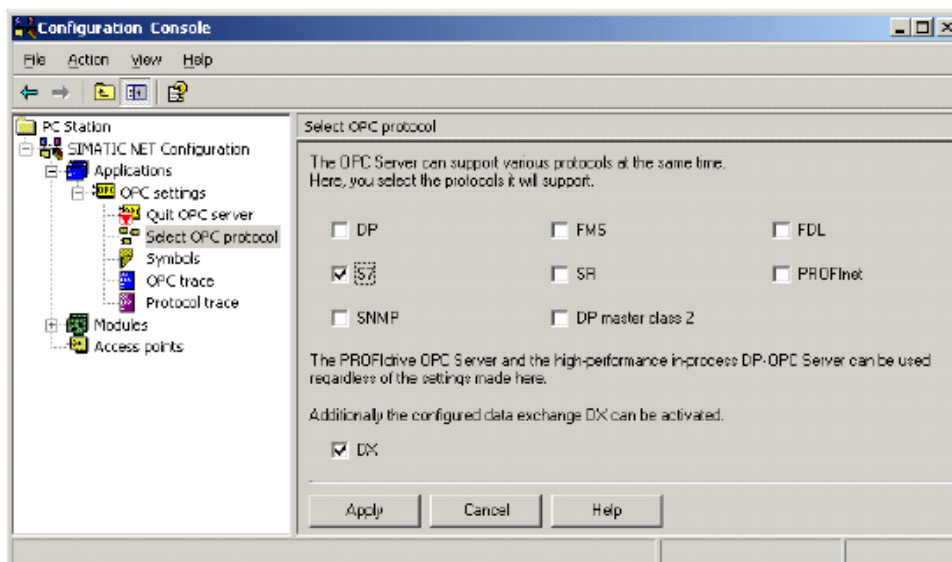 Configuration Console
File Action View Help
PC Station
SIMATIC NET Configuration
Applications
OPC settings
Quit OPC server
Select OPC protocol
Symbols
OPC trace
Protocol trace
Modules
Access points
Select OPC protocol
The OPC Server can support various protocols at the same time.
Here, you select the protocols it will support.
DP FMS FDL
S7 SR PROFInet
SNMP DP master class 2
The PROFIdrive OPC Server and the high-performance in-process DP-OPC Server can be used
regardless of the settings made here.
Additionally the configured data exchange DX can be activated.
DX
Apply Cancel Help